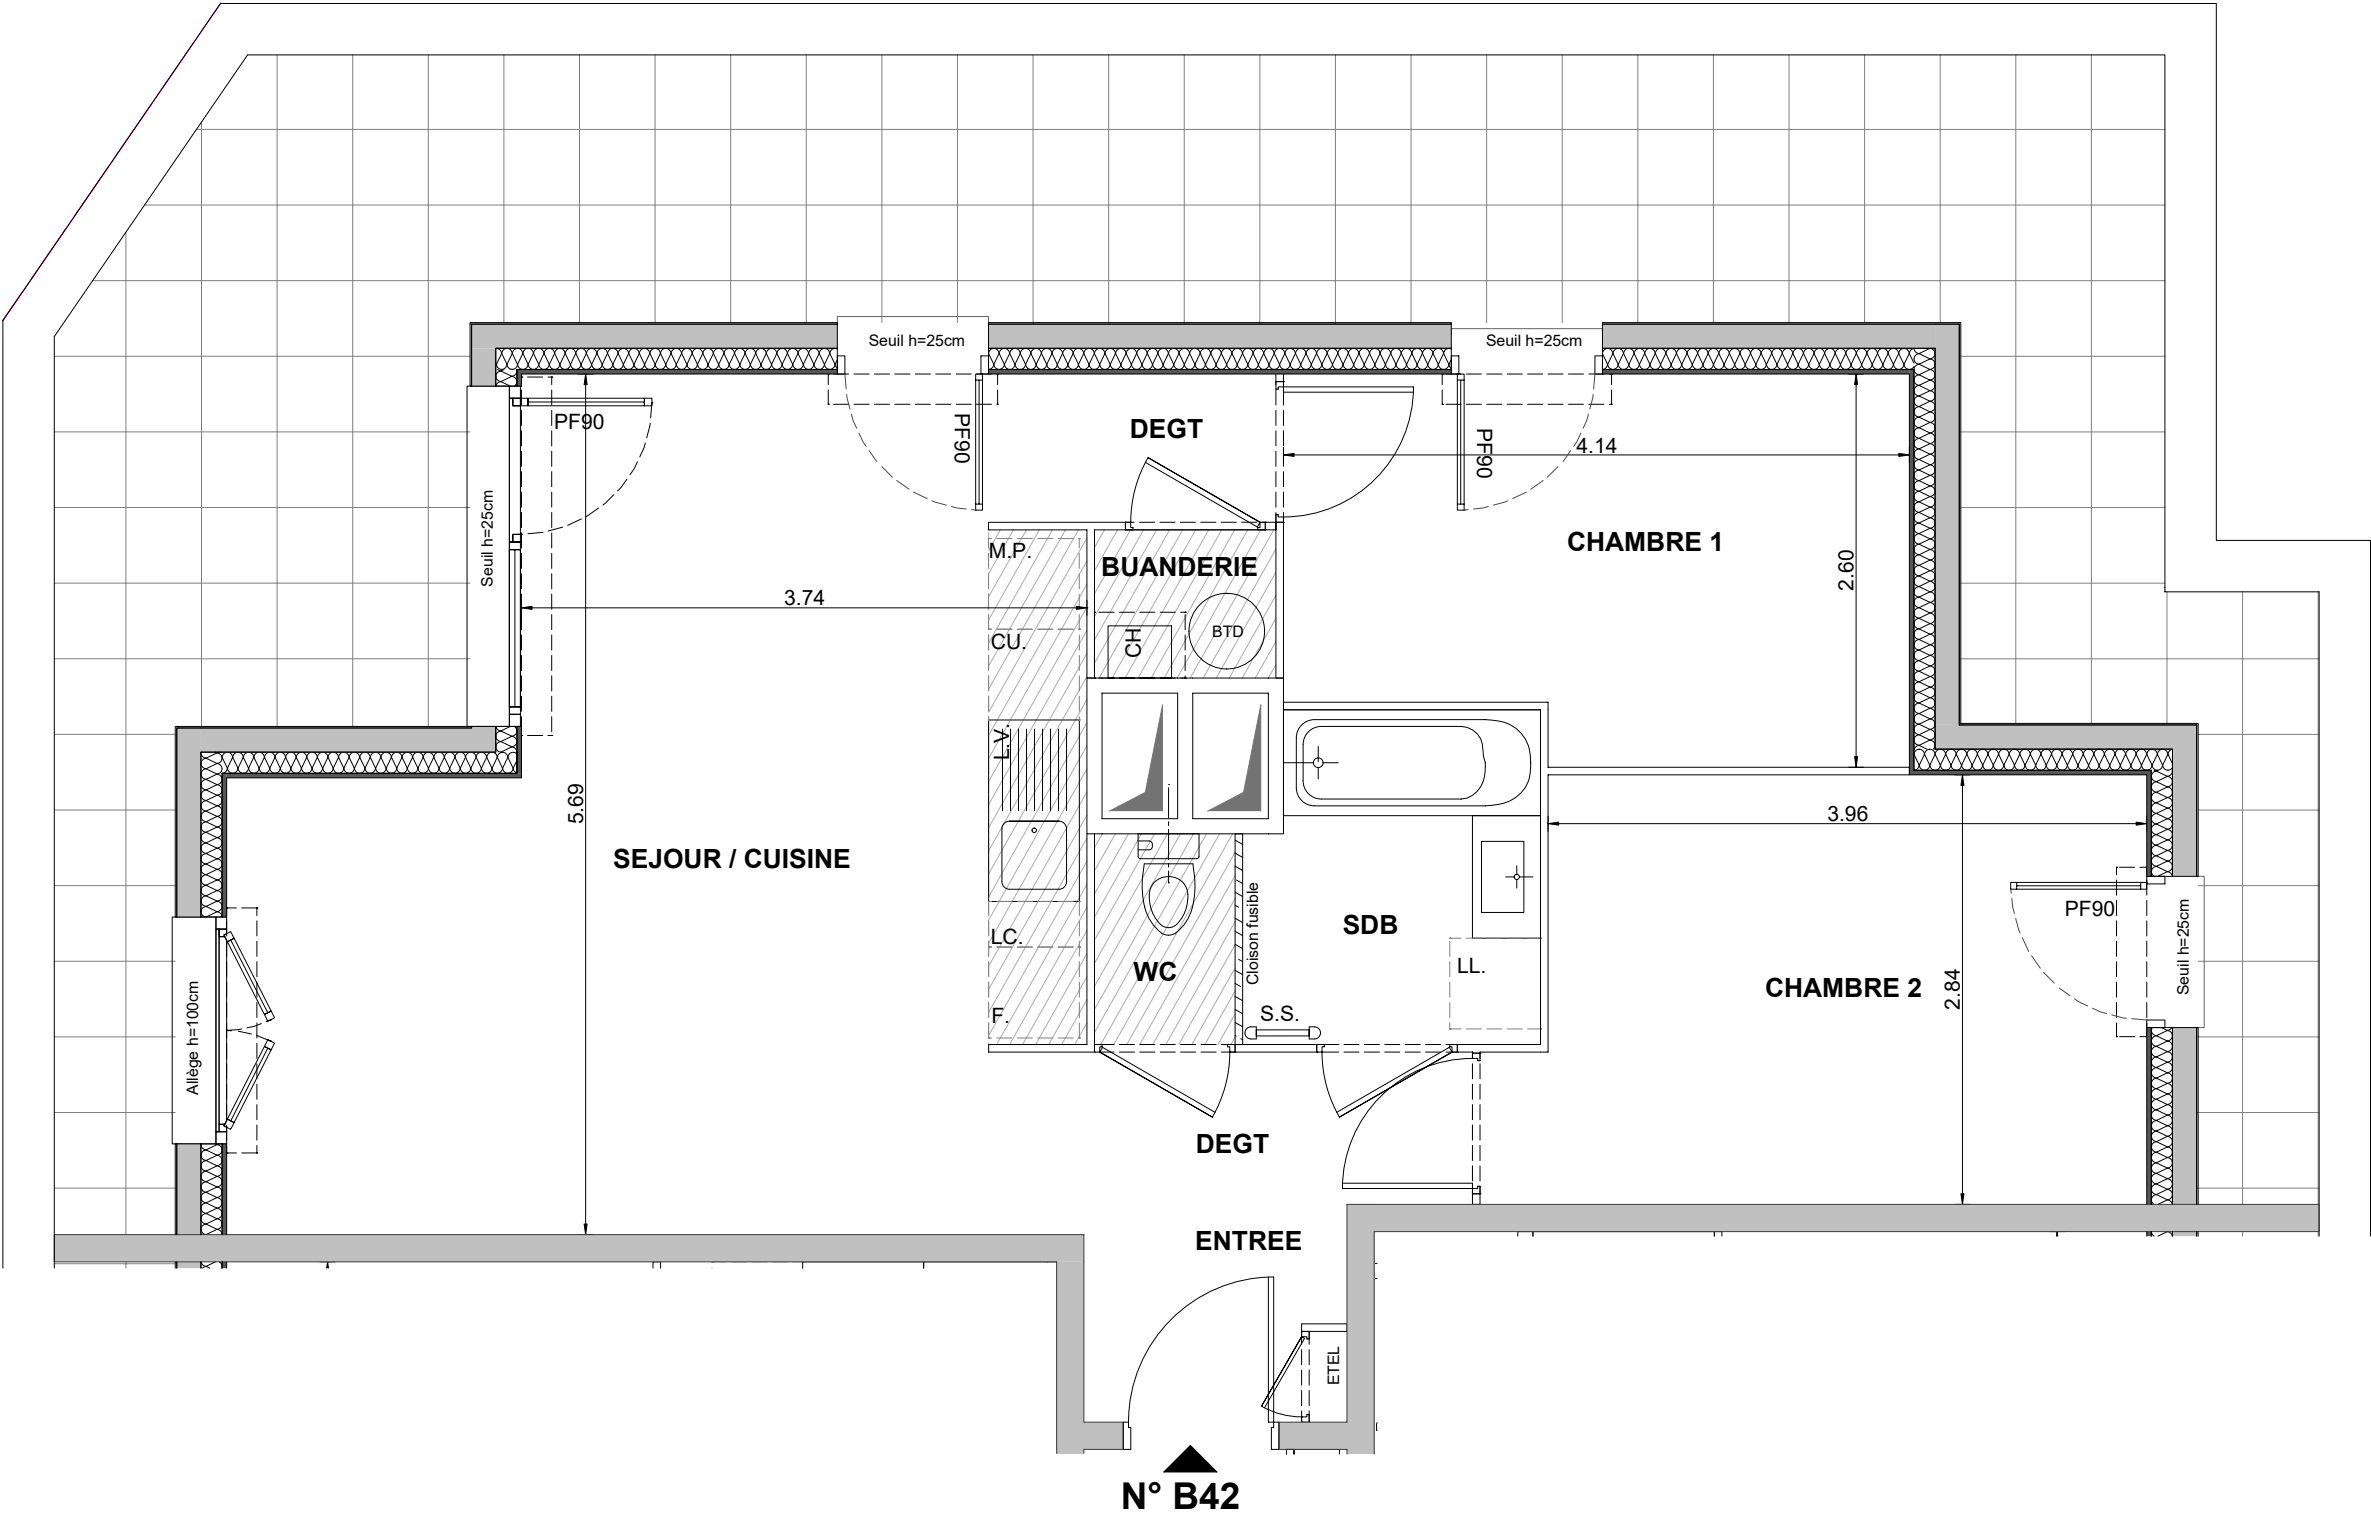 Seuil h=25cm
Seuil h=25cm
PF90
PF90
DEGT
PF90
4.14
Seuil h=25cm
M.P.
BUANDERIE
CHAMBRE 1
2.60
3.74
CU.
CH
BTD
L.V.
5.69
3.96
SEJOUR / CUISINE
Cloison fusible
SDB
PF90
Seuil h=25cm
LC.
WC
LL.
CHAMBRE 2
2.84
Allège h=100cm
F.
S.S.
DEGT
ENTREE
ETEL
N° B42